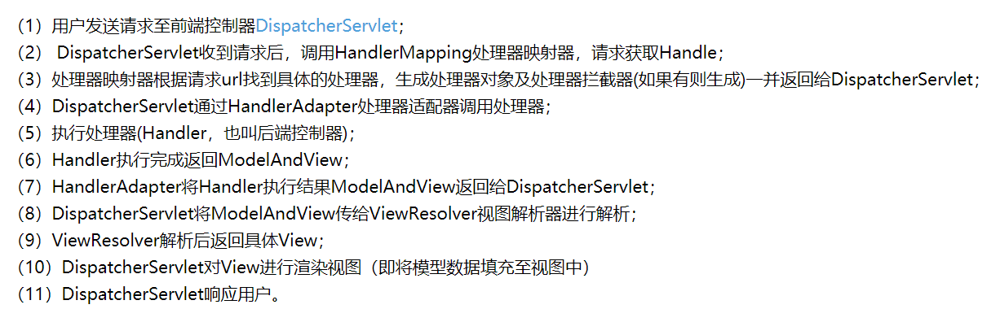 （1）用户发送请求至前端控制器DispatcherServlet；
（2） DispatcherServlet收到请求后，调用HandlerMapping处理器映射器，请求获取Handle；
（3）处理器映射器根据请求url找到具体的处理器，生成处理器对象及处理器拦截器(如果有则生成)一并返回给DispatcherServlet；
（4）DispatcherServlet通过HandlerAdapter处理器适配器调用处理器；
（5）执行处理器(Handler，也叫后端控制器)；
（6）Handler执行完成返回ModelAndView；
（7）HandlerAdapter将Handler执行结果ModelAndView返回给DispatcherServlet；
（8）DispatcherServlet将ModelAndView传给ViewResolver视图解析器进行解析；
（9）ViewResolver解析后返回具体View；
（10）DispatcherServlet对View进行渲染视图（即将模型数据填充至视图中）
（11）DispatcherServlet响应用户。